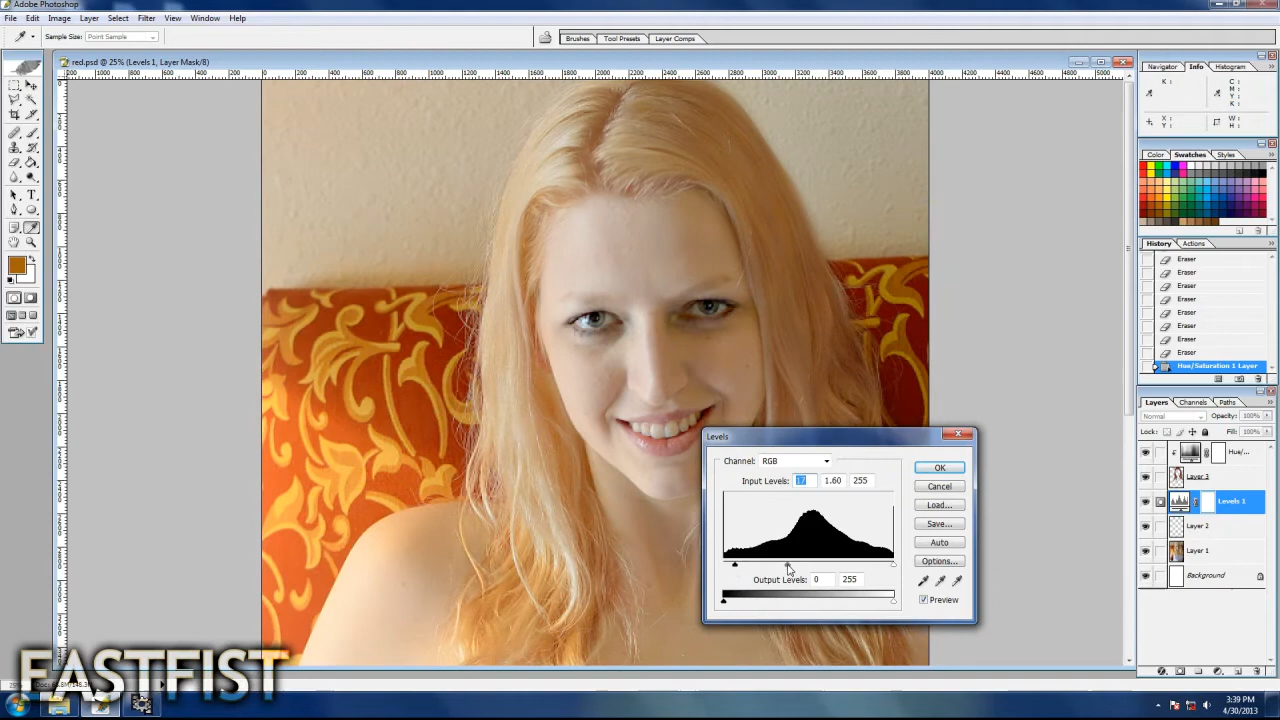 Adobe Photoshop
File Edit Image Layer Select Filter View Window Help
Sample Size: Point Sample
Brushes Tool Presets Layer Comps
red.psd @ 25% (Levels 1, Layer Mask/8)
Navigator Info Histogram
K : C : M : Y : K :
X : Y : W : H :
Color Swatches Styles
History Actions
Eraser
Eraser
Eraser
Eraser
Eraser
Eraser
Eraser
Eraser
Hue/Saturation 1 Layer
Layers Channels Paths
Normal Opacity: 100%
Lock: Fill: 100%
Hue/...
Layer 3
Levels 1
Layer 2
Layer 1
Background
Levels
Channel: RGB
Input Levels: 17 1.60 255
Output Levels: 0 255
OK
Cancel
Load...
Save...
Auto
Options...
Preview
FASTFIST
3:39 PM
4/30/2013